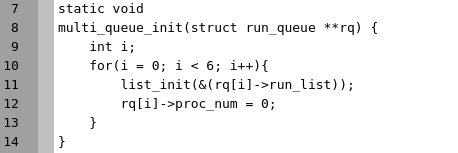 7 static void
8 multi_queue_init(struct run_queue **rq) {
9     int i;
10     for(i = 0; i < 6; i++){
11         list_init(&(rq[i]->run_list));
12         rq[i]->proc_num = 0;
13     }
14 }